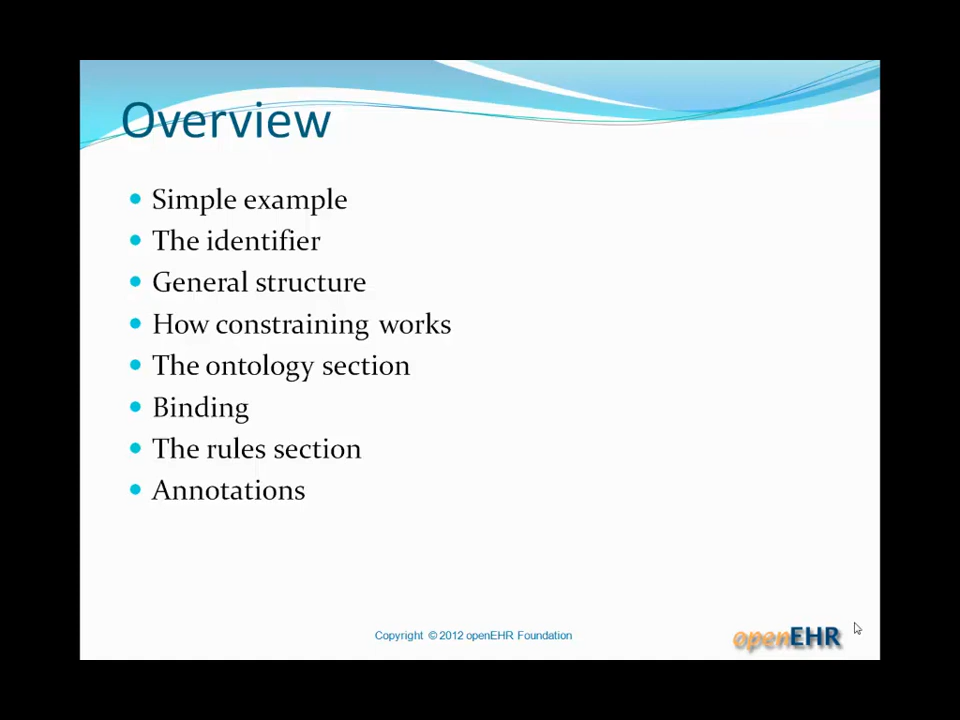 Overview
Simple example
The identifier
General structure
How constraining works
The ontology section
Binding
The rules section
Annotations
Copyright © 2012 openEHR Foundation
openEHR